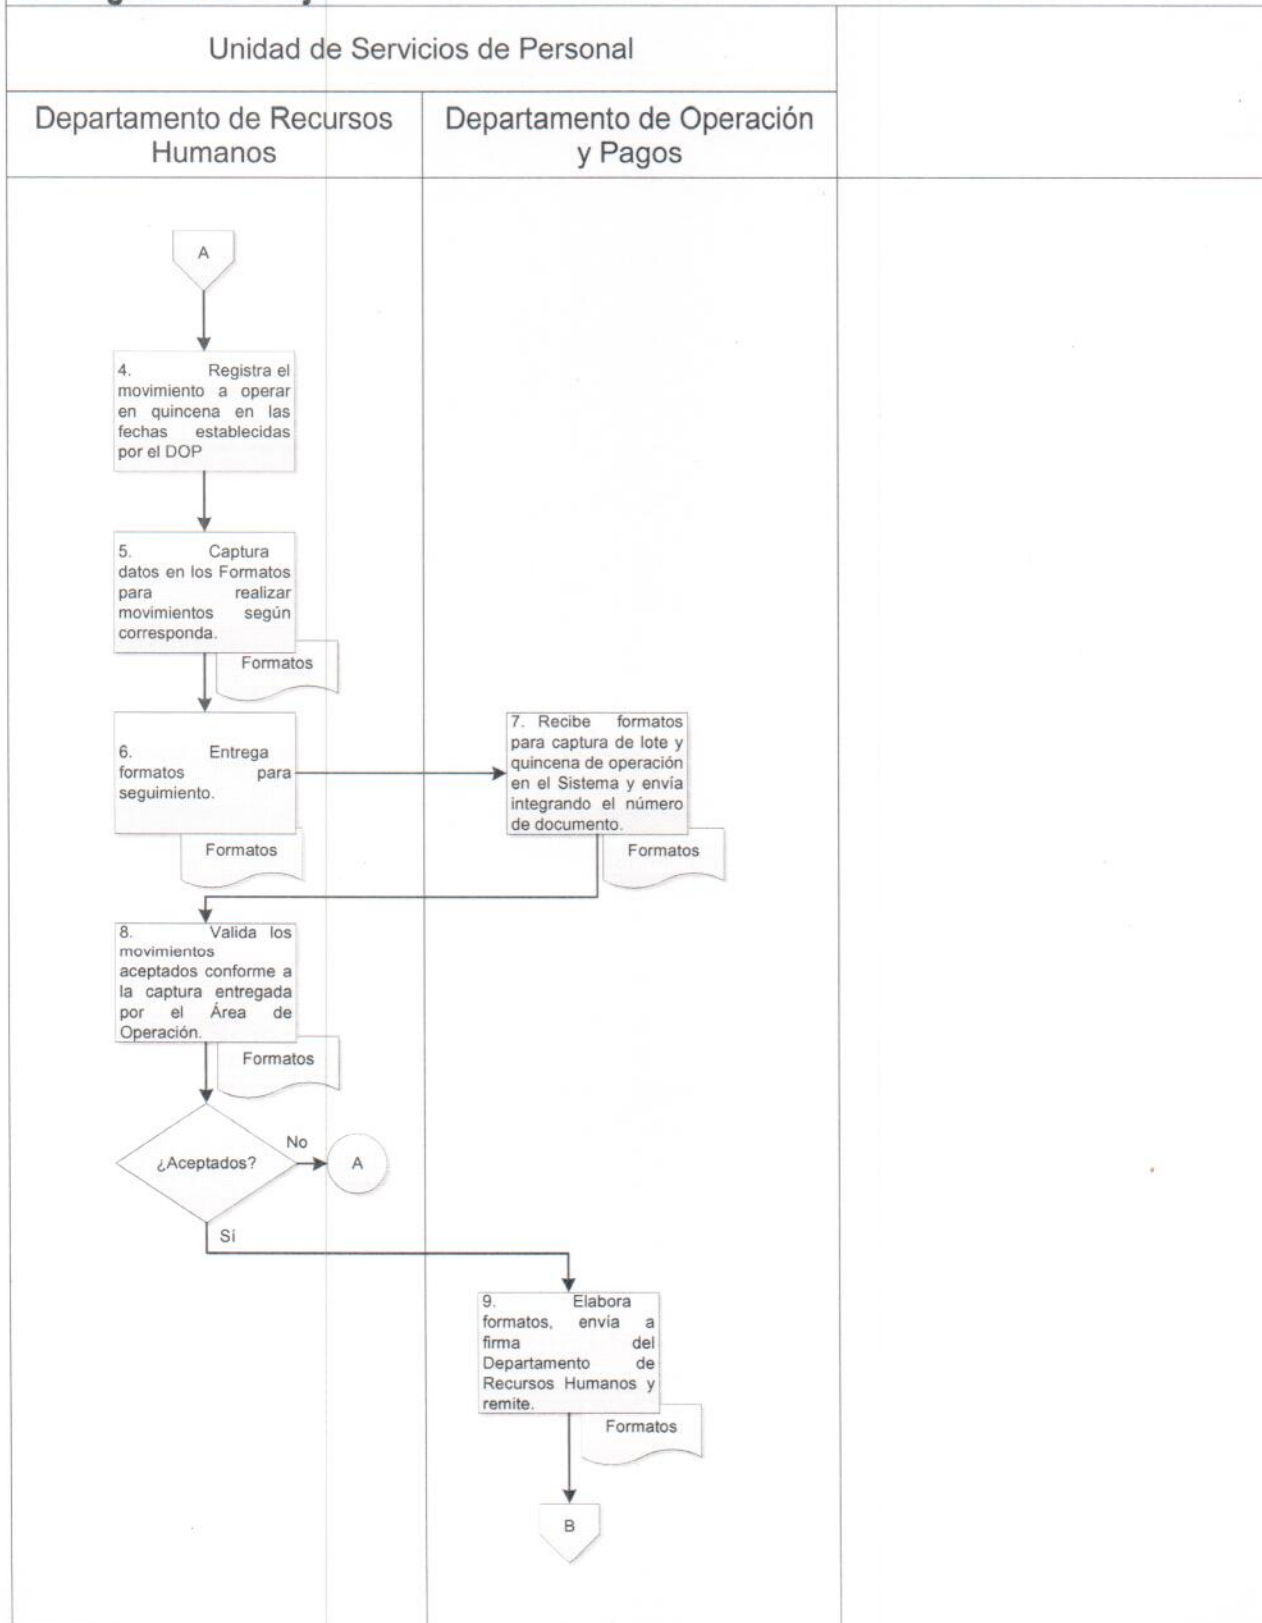 Unidad de Servicios de Personal
Departamento de Recursos
Humanos
Departamento de Operación
y Pagos
A
4. Registra el
movimiento a operar
en quincena en las
fechas establecidas
por el DOP
5. Captura
datos en los Formatos
para realizar
movimientos según
corresponda.
Formatos
6. Entrega
formatos para
seguimiento.
Formatos
7. Recibe formatos
para captura de lote y
quincena de operación
en el Sistema y envía
integrando el número
de documento.
Formatos
8. Valida los
movimientos
aceptados conforme a
la captura entregada
por el Área de
Operación.
Formatos
¿Aceptados?
No
A
Sí
9. Elabora
formatos, envía a
firma del
Departamento de
Recursos Humanos y
remite.
Formatos
B